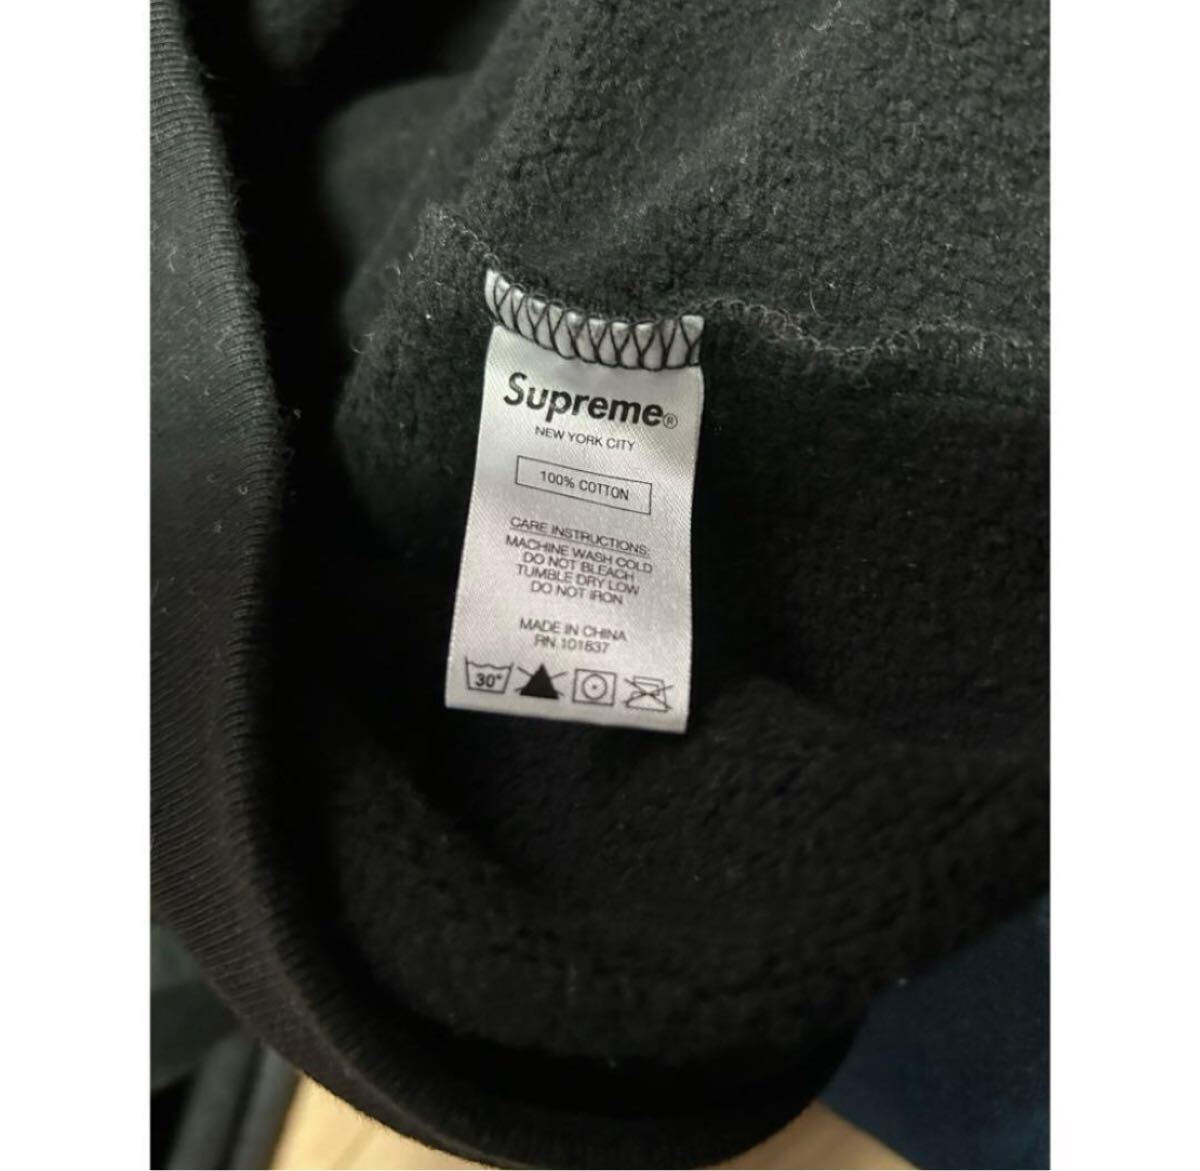 Supreme®
NEW YORK CITY
100% COTTON
CARE INSTRUCTIONS:
MACHINE WASH COLD
DO NOT BLEACH
TUMBLE DRY LOW
DO NOT IRON
MADE IN CHINA
RN 101837
30°